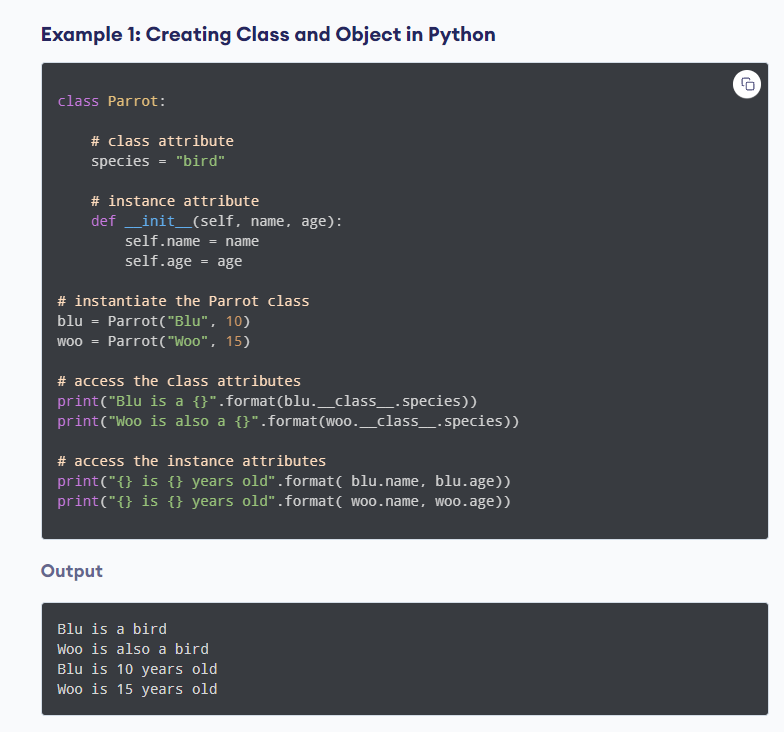 Example 1: Creating Class and Object in Python
class Parrot:
    # class attribute
    species = "bird"
    # instance attribute
    def __init__(self, name, age):
        self.name = name
        self.age = age
# instantiate the Parrot class
blu = Parrot("Blu", 10)
woo = Parrot("Woo", 15)
# access the class attributes
print("Blu is a {}".format(blu.__class__.species))
print("Woo is also a {}".format(woo.__class__.species))
# access the instance attributes
print("{} is {} years old".format( blu.name, blu.age))
print("{} is {} years old".format( woo.name, woo.age))
Output
Blu is a bird
Woo is also a bird
Blu is 10 years old
Woo is 15 years old